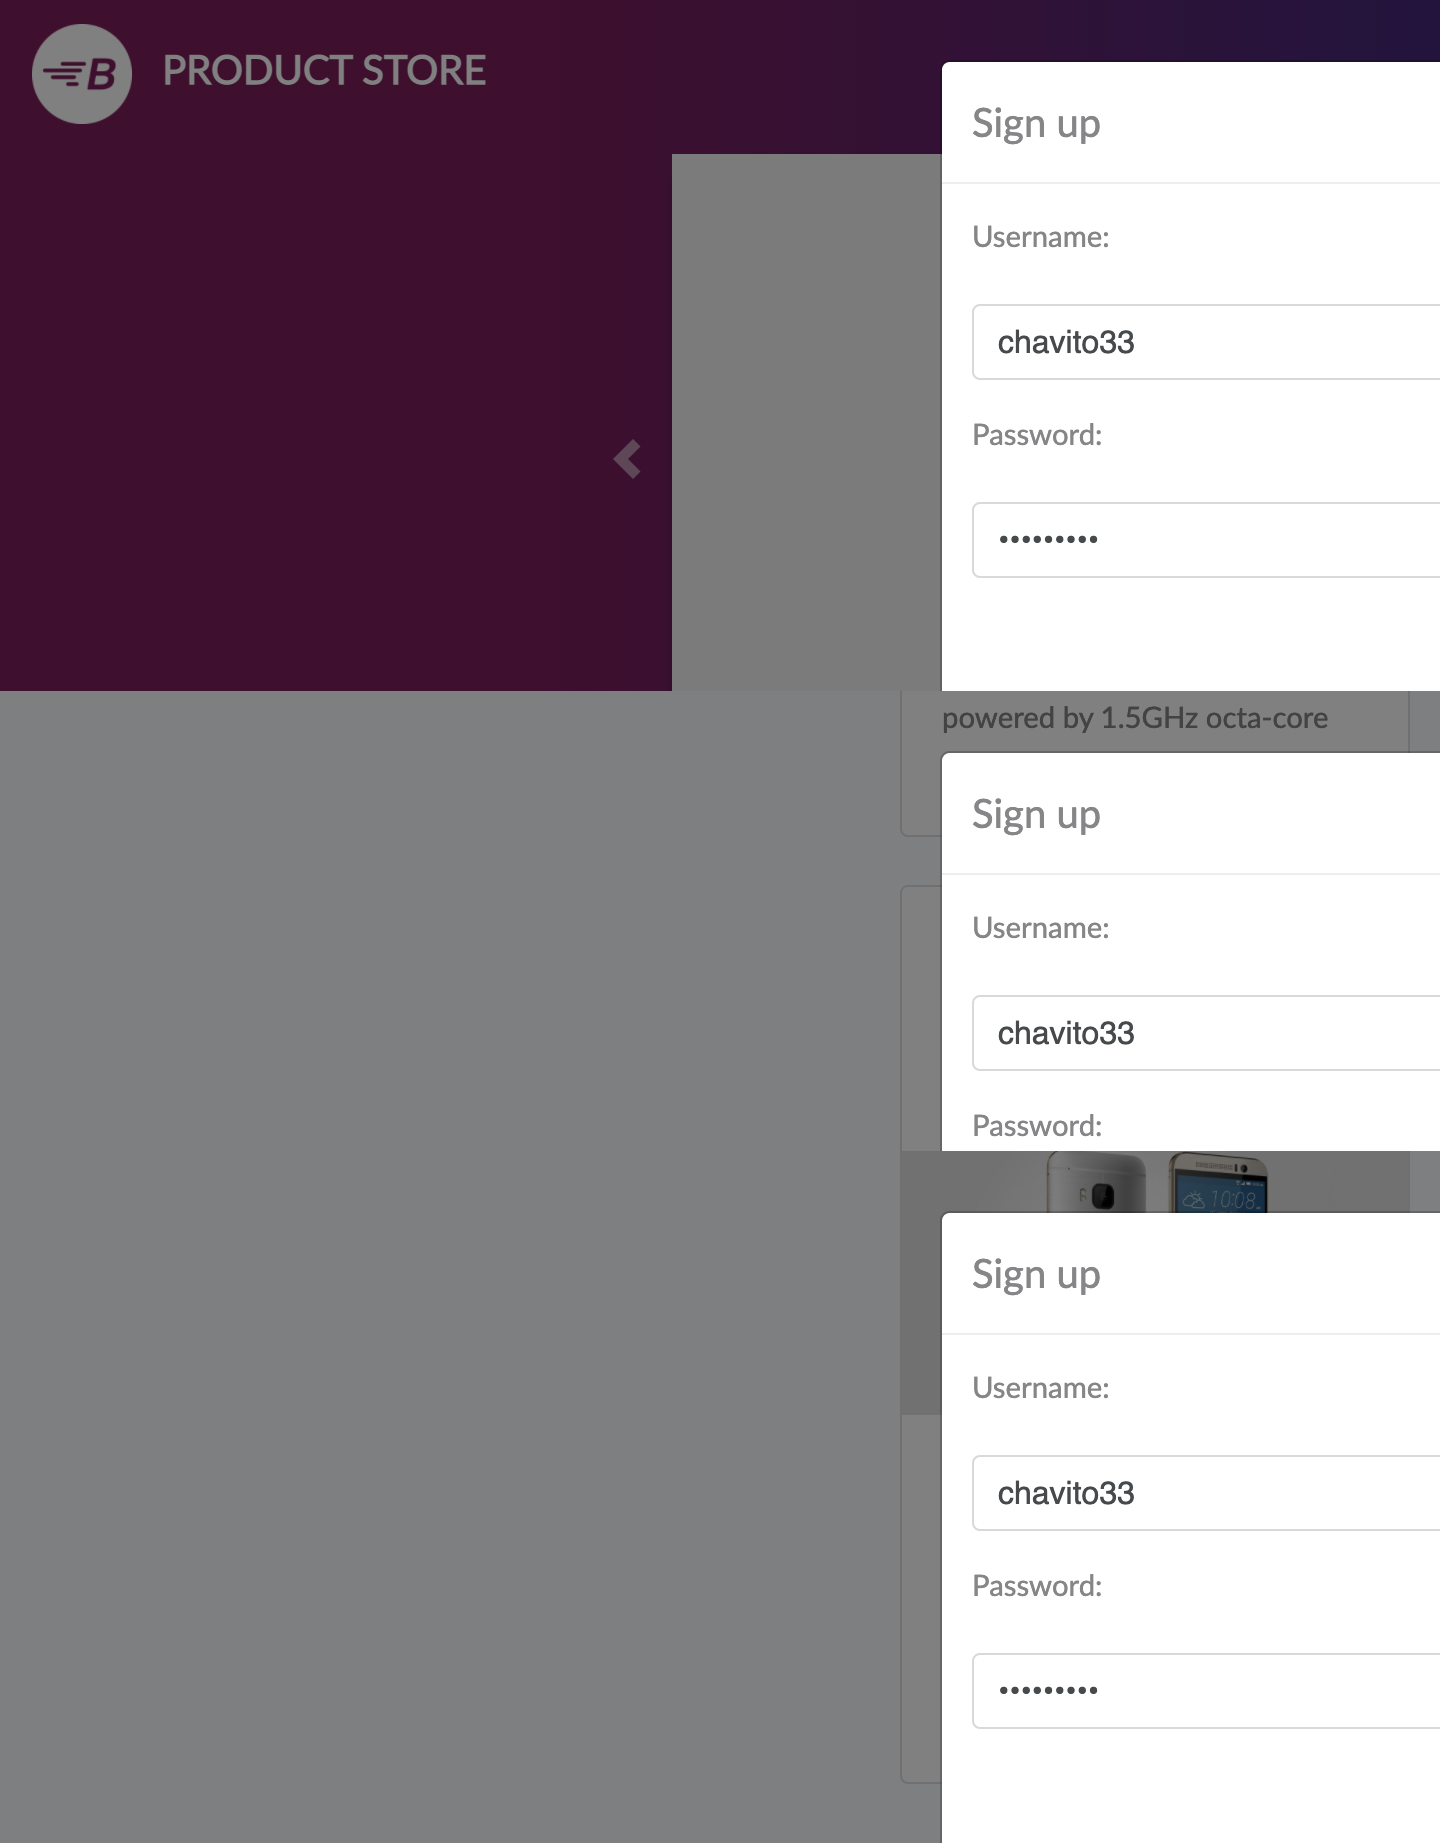 B PRODUCT STORE
Sign up
Username:
chavito33
Password:
•••••••••
powered by 1.5GHz octa-core
Sign up
Username:
chavito33
Password:
10:08
Sign up
Username:
chavito33
Password:
•••••••••